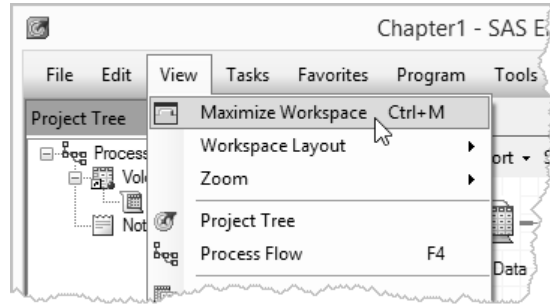 Chapter1 - SAS E
File Edit View Tasks Favorites Program Tools
Project Tree
Maximize Workspace Ctrl+M
Process
Workspace Layout
ort
Zoom
Not
Project Tree
Process Flow F4
Data